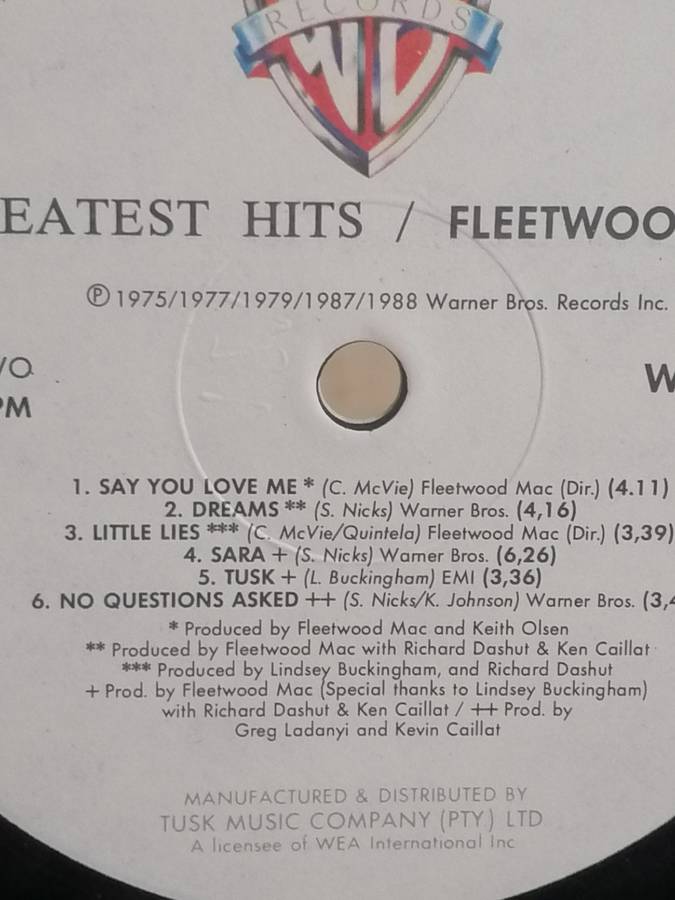 RECORDS
W
EATEST HITS / FLEETWOO
Ⓟ 1975/1977/1979/1987/1988 Warner Bros. Records Inc.
/O
PM
W
1. SAY YOU LOVE ME * (C. McVie) Fleetwood Mac (Dir.) (4.11)
2. DREAMS ** (S. Nicks) Warner Bros. (4,16)
3. LITTLE LIES *** (C. McVie/Quintela) Fleetwood Mac (Dir.) (3,39)
4. SARA + (S. Nicks) Warner Bros. (6,26)
5. TUSK + (L. Buckingham) EMI (3,36)
6. NO QUESTIONS ASKED ++ (S. Nicks/K. Johnson) Warner Bros. (3,4
* Produced by Fleetwood Mac and Keith Olsen
** Produced by Fleetwood Mac with Richard Dashut & Ken Caillat
*** Produced by Lindsey Buckingham, and Richard Dashut
+ Prod. by Fleetwood Mac (Special thanks to Lindsey Buckingham)
with Richard Dashut & Ken Caillat / ++ Prod. by
Greg Ladanyi and Kevin Caillat
MANUFACTURED & DISTRIBUTED BY
TUSK MUSIC COMPANY (PTY) LTD
A licensee of WEA International Inc